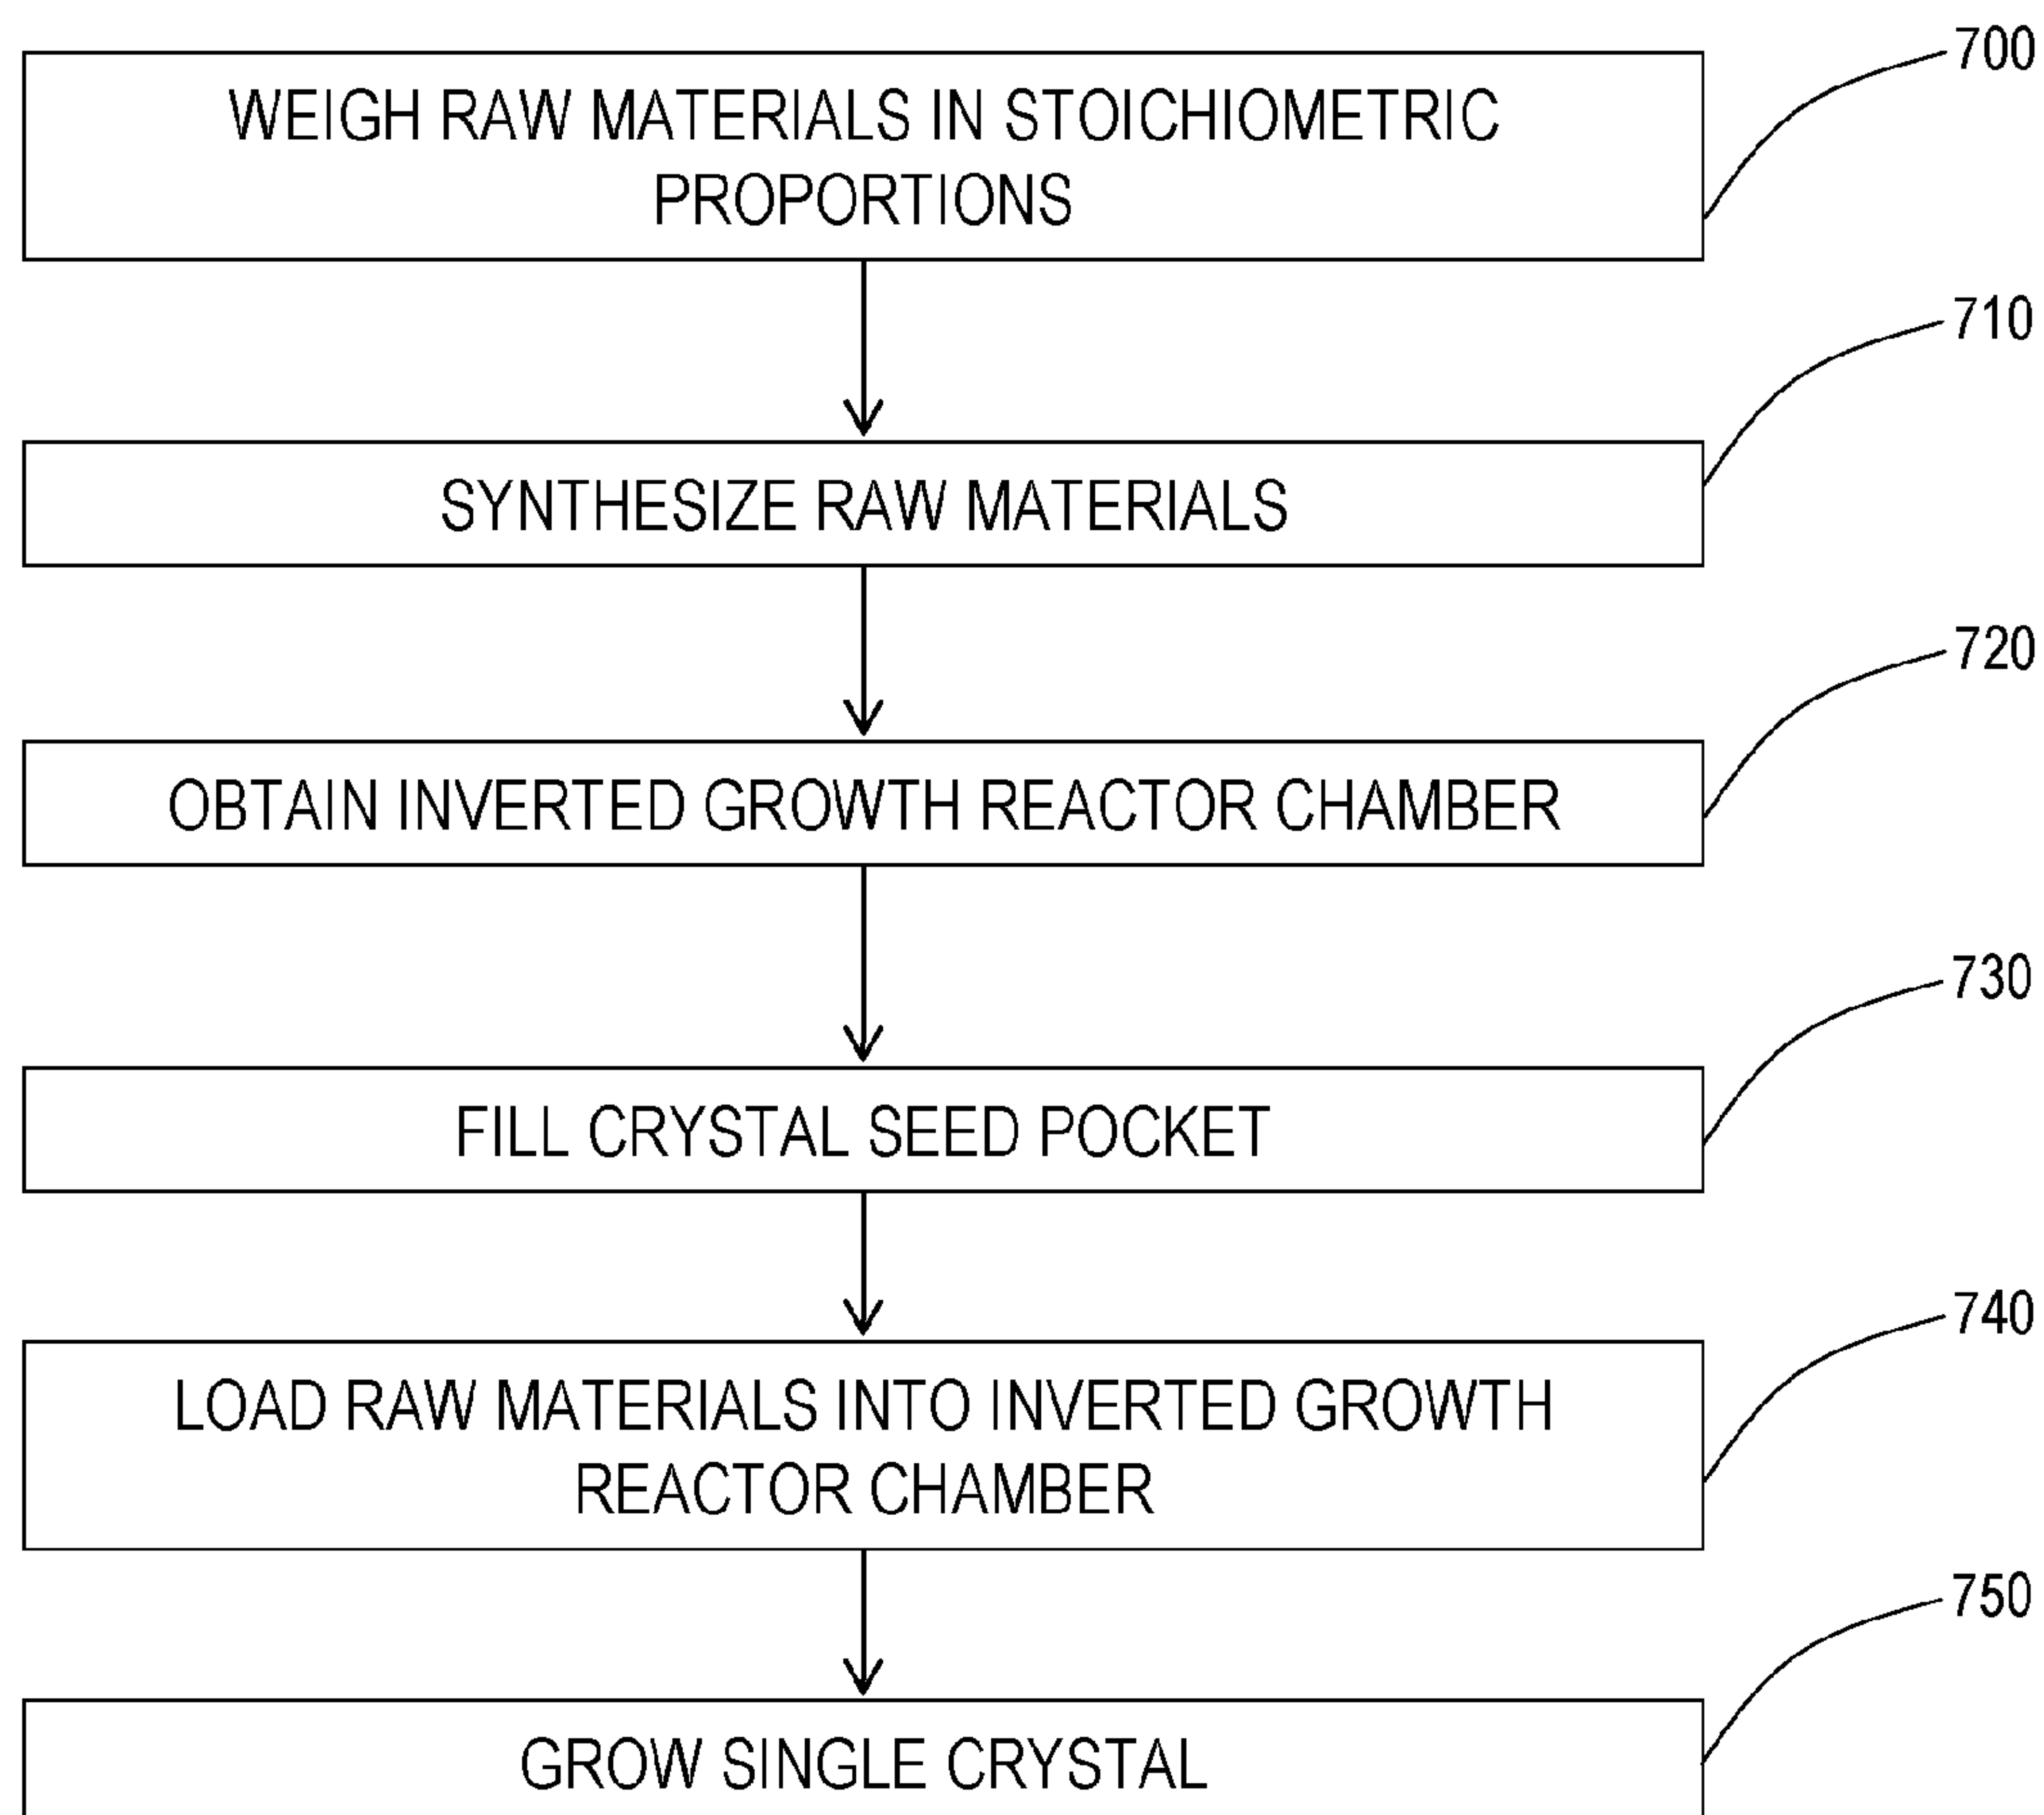 700
WEIGH RAW MATERIALS IN STOICHIOMETRIC
PROPORTIONS
710
SYNTHESIZE RAW MATERIALS
720
OBTAIN INVERTED GROWTH REACTOR CHAMBER
730
FILL CRYSTAL SEED POCKET
740
LOAD RAW MATERIALS INTO INVERTED GROWTH
REACTOR CHAMBER
750
GROW SINGLE CRYSTAL